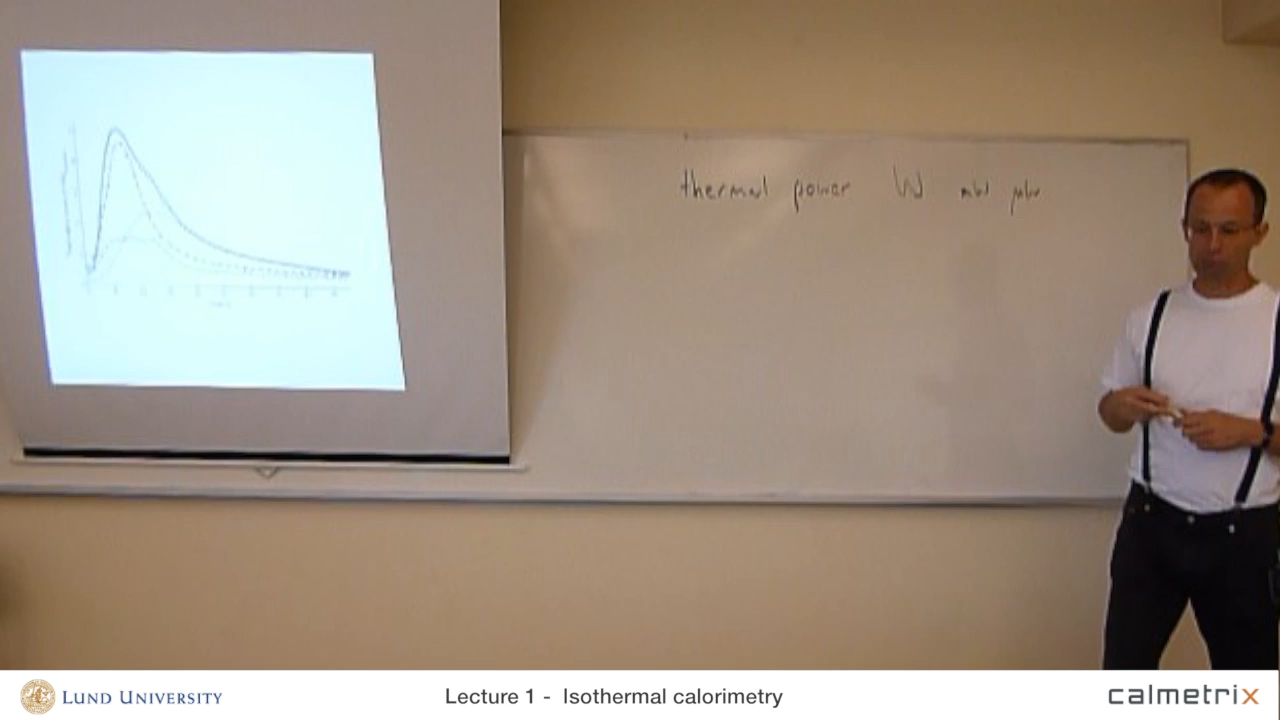 thermal power W mW μW
LUND UNIVERSITY
Lecture 1 - Isothermal calorimetry
calmetrix